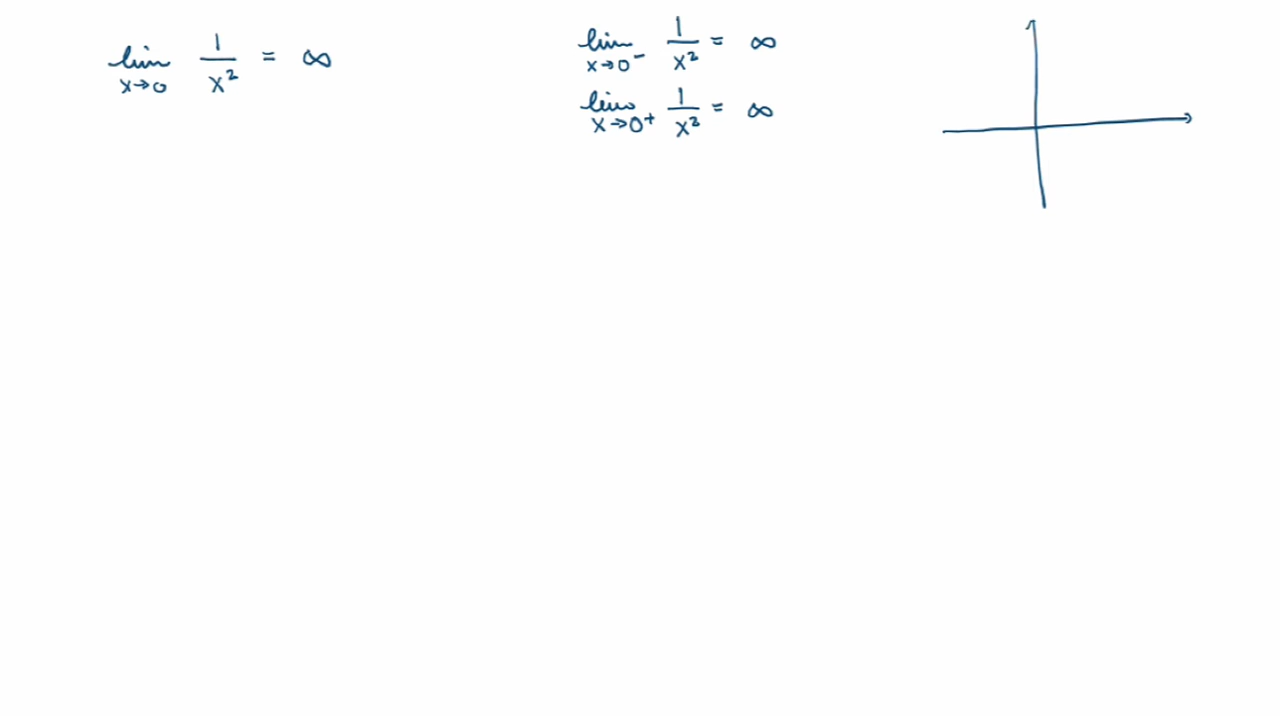 lim x→0 1/x² = ∞
lim x→0⁻ 1/x² = ∞
lim x→0⁺ 1/x² = ∞